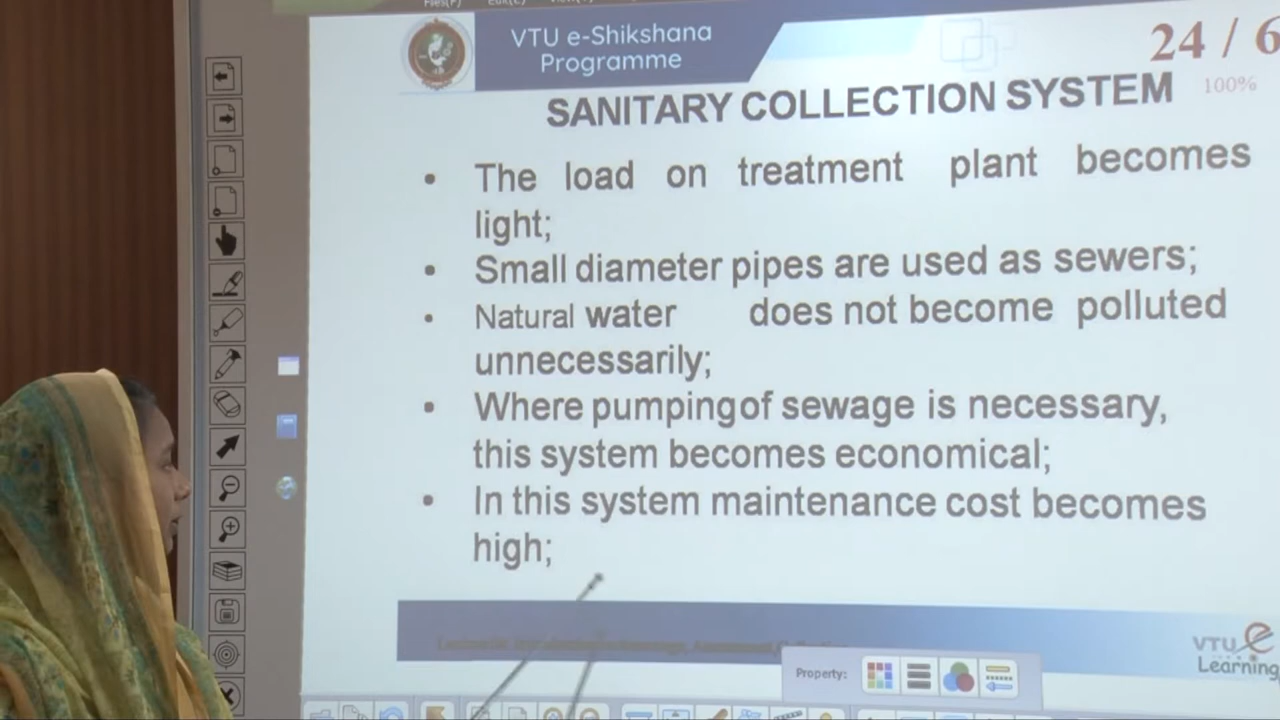 VTU e-Shikshana
Programme
24 / 6
100%
SANITARY COLLECTION SYSTEM
• The load on treatment plant becomes
light;
• Small diameter pipes are used as sewers;
• Natural water does not become polluted
unnecessarily;
• Where pumpingof sewage is necessary,
this system becomes economical;
• In this system maintenance cost becomes
high;
VTU e
Learning
Property: